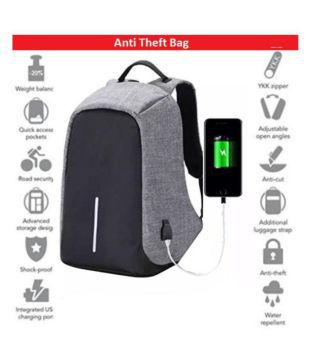 Anti Theft Bag
-20%
Weight balanc
Quick access
pockets
Road security
Advanced
storage desig
Shock-proof
Integrated US
charging port
YKK
YKK zipper
Adjustable
open angles
Anti-cut
Additional
luggage strap
Anti-theft
Water
repellent